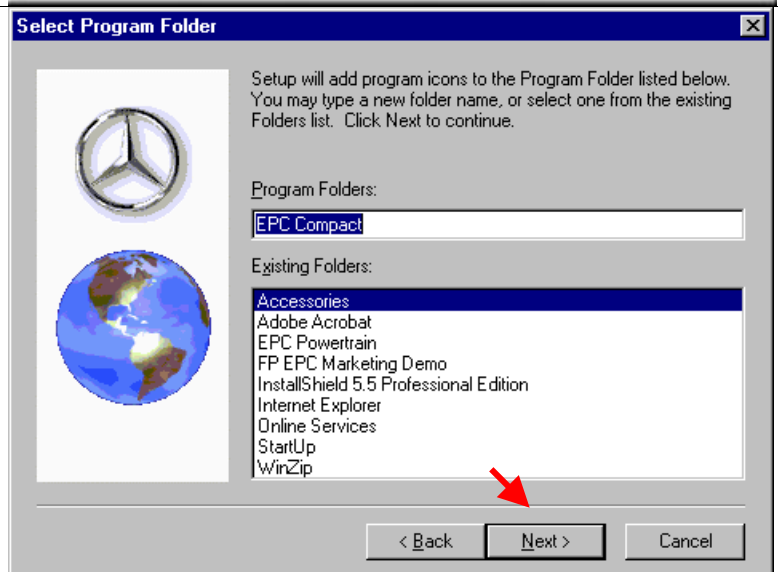 Select Program Folder
Setup will add program icons to the Program Folder listed below.
You may type a new folder name, or select one from the existing
Folders list. Click Next to continue.
Program Folders:
EPC Compact
Existing Folders:
Accessories
Adobe Acrobat
EPC Powertrain
FP EPC Marketing Demo
InstallShield 5.5 Professional Edition
Internet Explorer
Online Services
StartUp
WinZip
< Back
Next >
Cancel